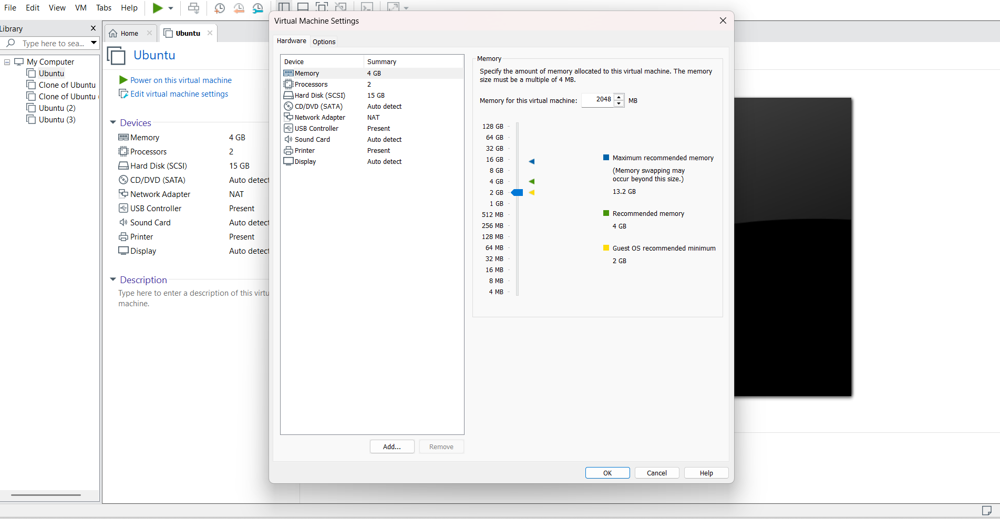 File Edit View VM Tabs Help
Library
Type here to sea...
My Computer
Ubuntu
Clone of Ubuntu
Clone of Ubuntu
Ubuntu (2)
Ubuntu (3)
Home
Ubuntu
Ubuntu
Power on this virtual machine
Edit virtual machine settings
Devices
Memory 4 GB
Processors 2
Hard Disk (SCSI) 15 GB
CD/DVD (SATA) Auto detect
Network Adapter NAT
USB Controller Present
Sound Card Auto detect
Printer Present
Display Auto detect
Description
Type here to enter a description of this virtu
machine.
Virtual Machine Settings
Hardware Options
Device Summary
Memory 4 GB
Processors 2
Hard Disk (SCSI) 15 GB
CD/DVD (SATA) Auto detect
Network Adapter NAT
USB Controller Present
Sound Card Auto detect
Printer Present
Display Auto detect
Add... Remove
Memory
Specify the amount of memory allocated to this virtual machine. The memory
size must be a multiple of 4 MB.
Memory for this virtual machine: 2048 MB
128 GB
64 GB
32 GB
16 GB
8 GB
4 GB
2 GB
1 GB
512 MB
256 MB
128 MB
64 MB
32 MB
16 MB
8 MB
4 MB
Maximum recommended memory
(Memory swapping may
occur beyond this size.)
13.2 GB
Recommended memory
4 GB
Guest OS recommended minimum
2 GB
OK Cancel Help